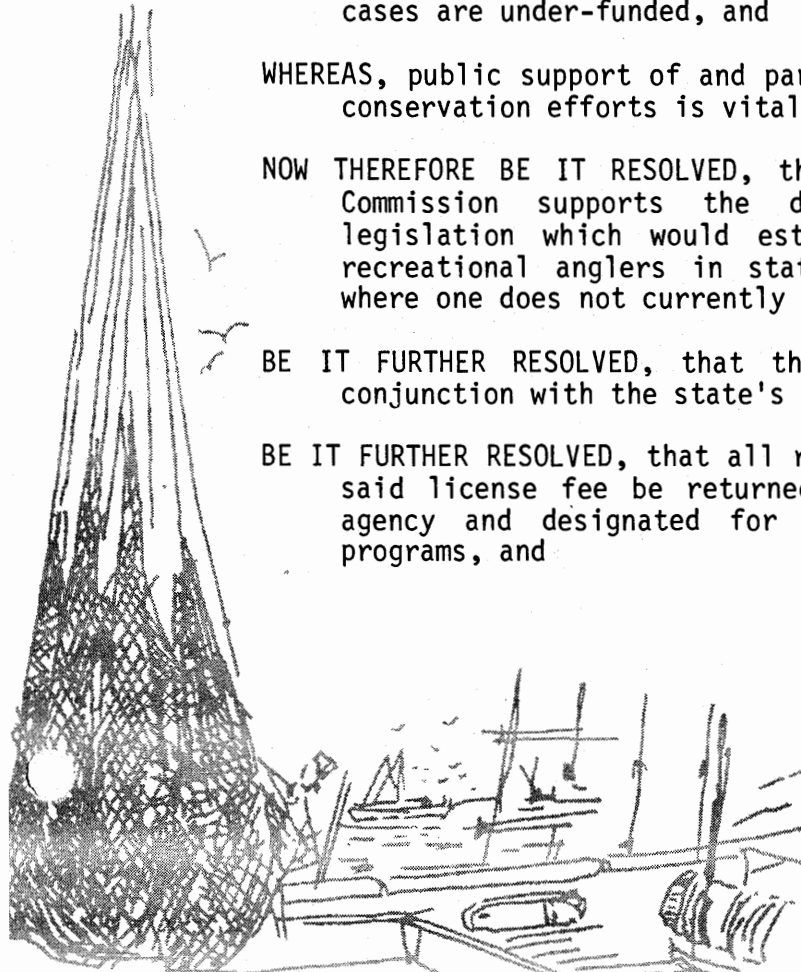 cases are under-funded, and
WHEREAS, public support of and par
conservation efforts is vital
NOW THEREFORE BE IT RESOLVED, th
Commission supports the d
legislation which would est
recreational anglers in stat
where one does not currently
BE IT FURTHER RESOLVED, that th
conjunction with the state's
BE IT FURTHER RESOLVED, that all r
said license fee be returned
agency and designated for
programs, and